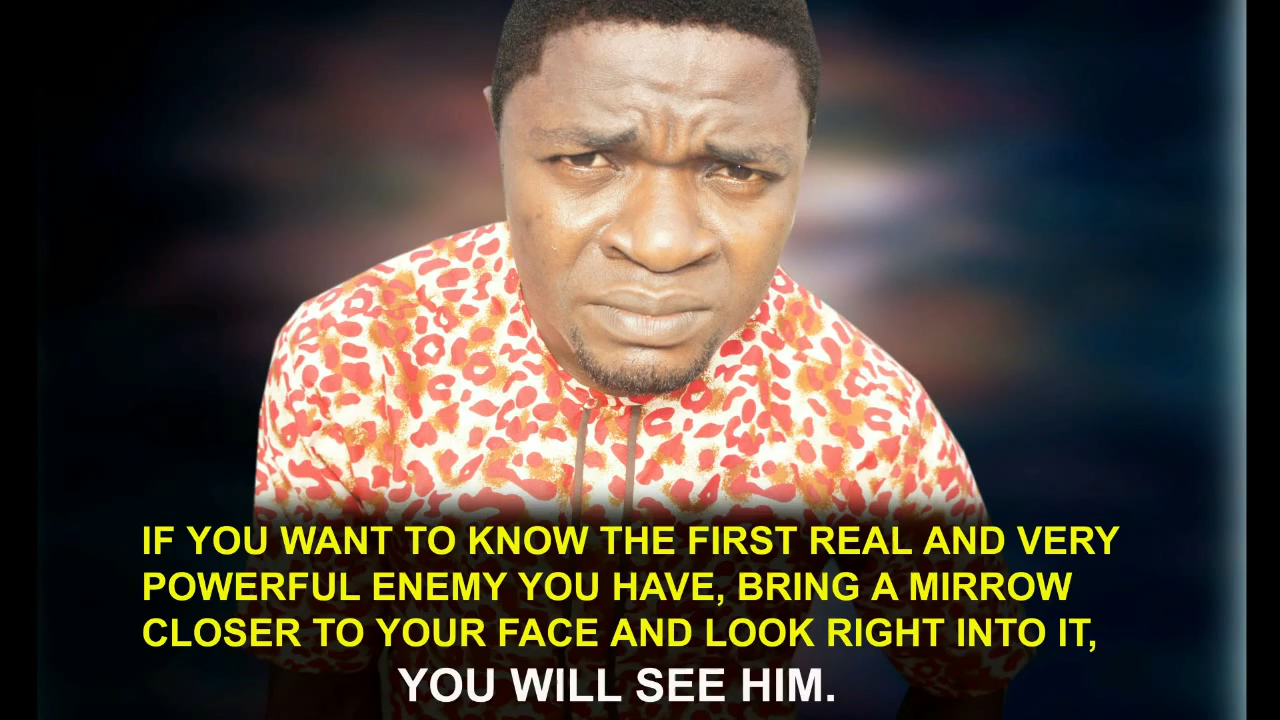 IF YOU WANT TO KNOW THE FIRST REAL AND VERY
POWERFUL ENEMY YOU HAVE, BRING A MIRROW
CLOSER TO YOUR FACE AND LOOK RIGHT INTO IT,
YOU WILL SEE HIM.